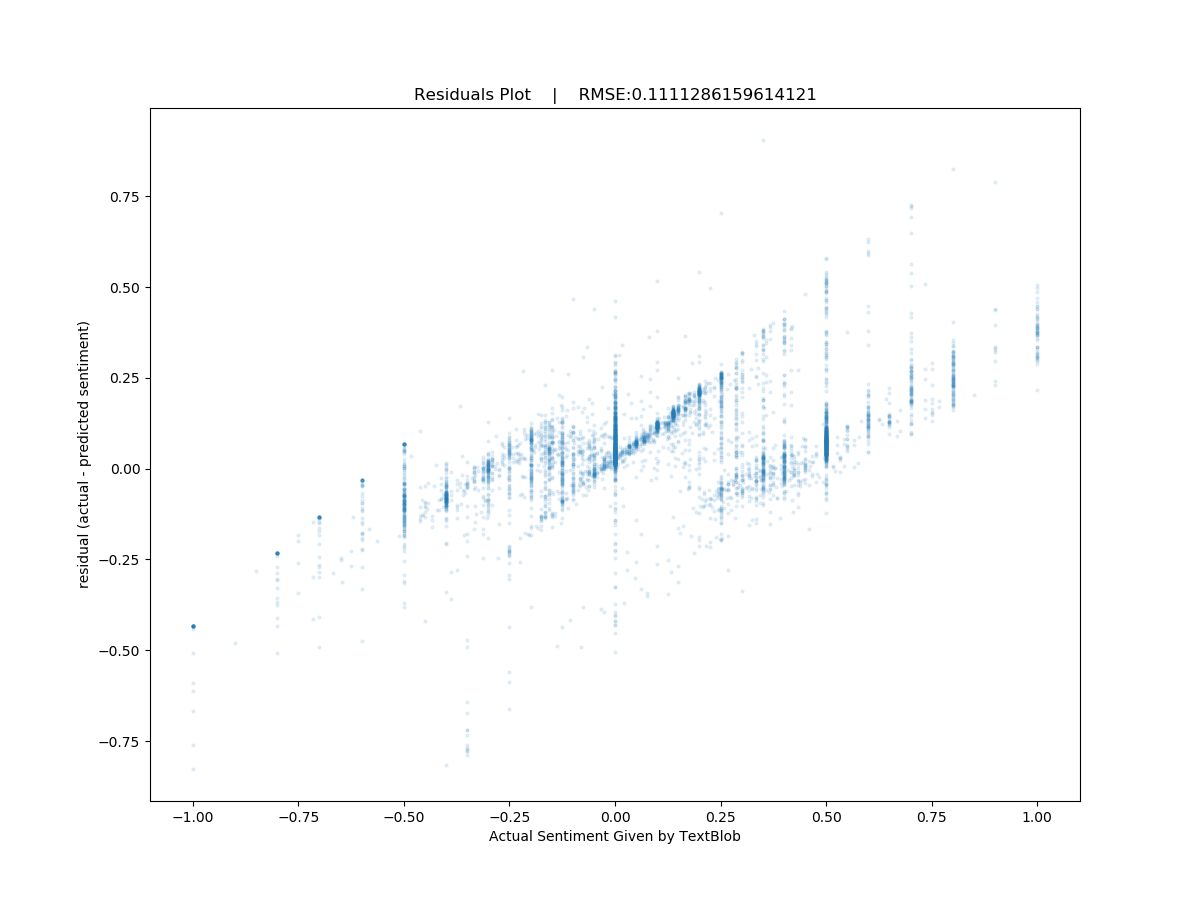 Residuals Plot | RMSE:0.1111286159614121
residual (actual - predicted sentiment)
0.75
0.50
0.25
0.00
−0.25
−0.50
−0.75
−1.00 −0.75 −0.50 −0.25 0.00 0.25 0.50 0.75 1.00
Actual Sentiment Given by TextBlob